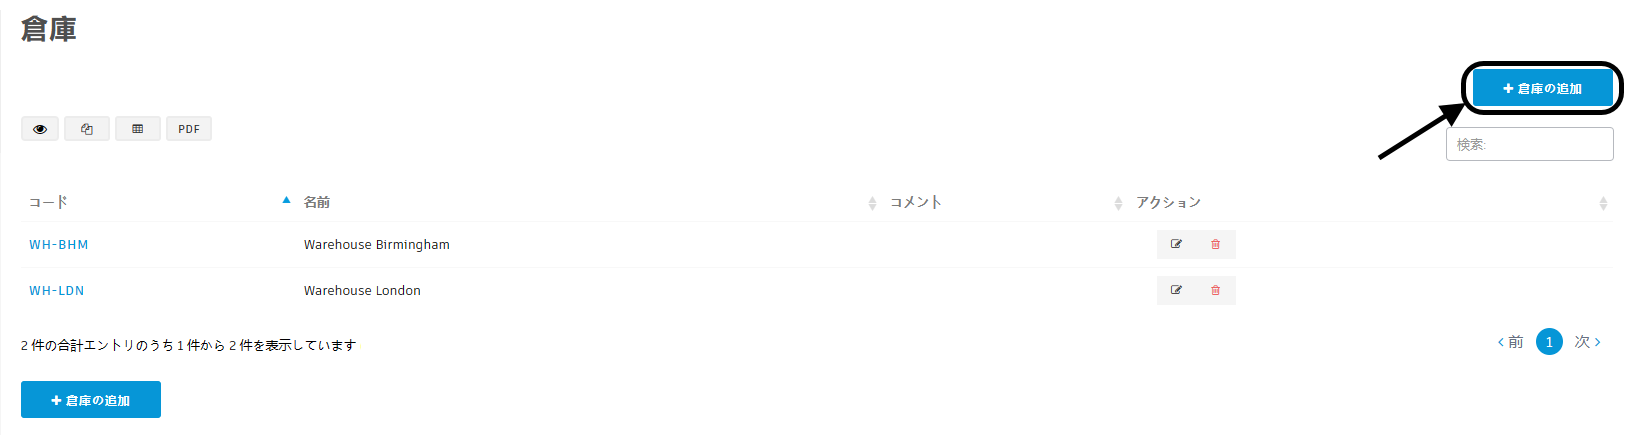 倉庫
倉庫の追加
PDF
検索:
コード 名前 コメント アクション
WH-BHM Warehouse Birmingham
WH-LDN Warehouse London
2 件の合計エントリのうち 1 件から 2 件を表示しています
前 1 次
倉庫の追加